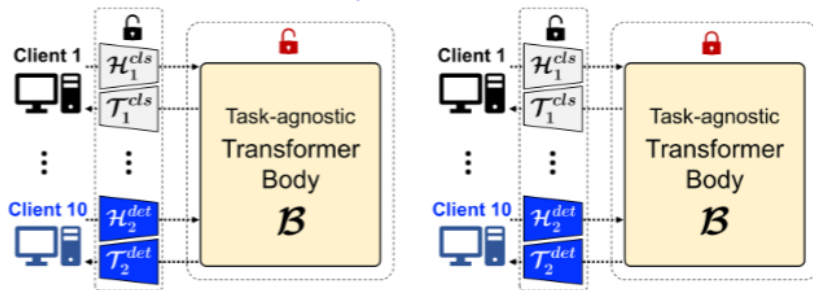 Client 1
H_1^{cls}
T_1^{cls}
Client 10
H_2^{det}
T_2^{det}
Task-agnostic
Transformer
Body
B
Client 1
H_1^{cls}
T_1^{cls}
Client 10
H_2^{det}
T_2^{det}
Task-agnostic
Transformer
Body
B